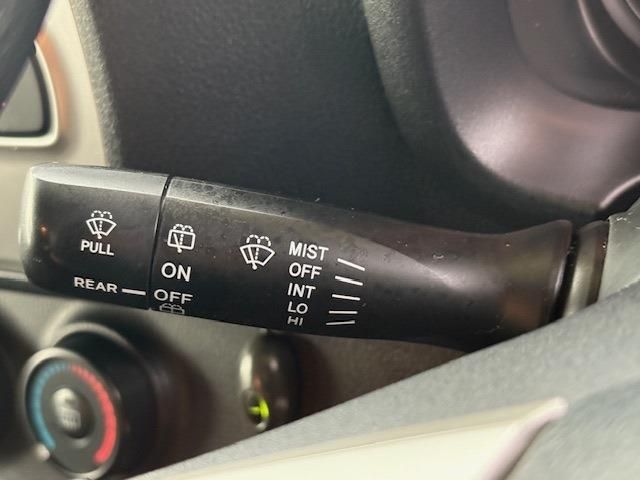 PULL
REAR
ON
OFF
MIST
OFF
INT
LO
HI